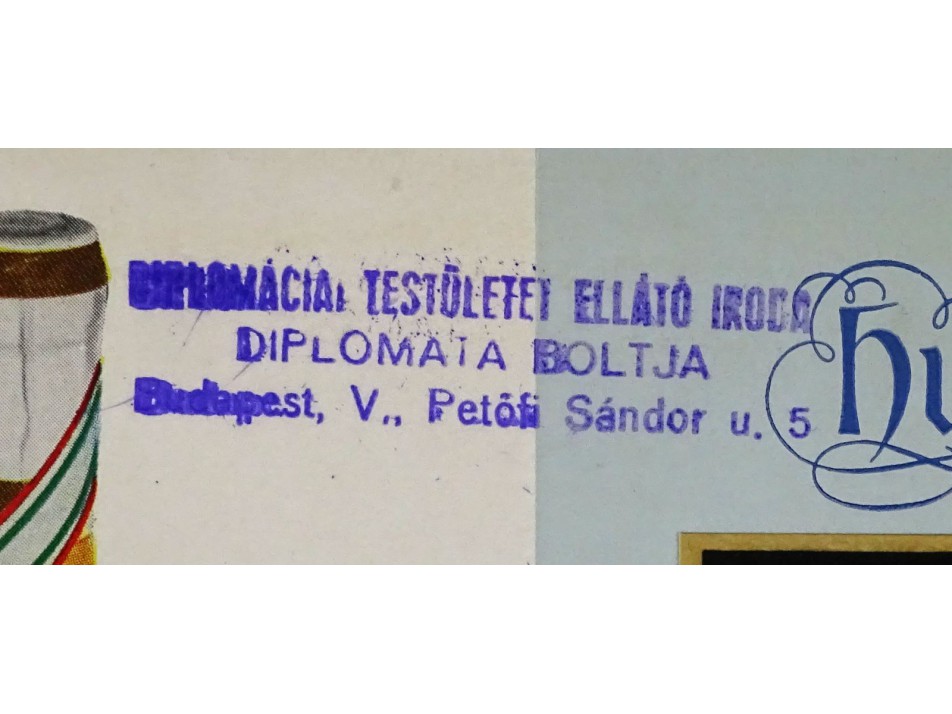 DIPLOMÁCIAI TESTÜLETET ELLÁTÓ IRODA
DIPLOMATA BOLTJA
Budapest, V., Petőfi Sándor u. 5